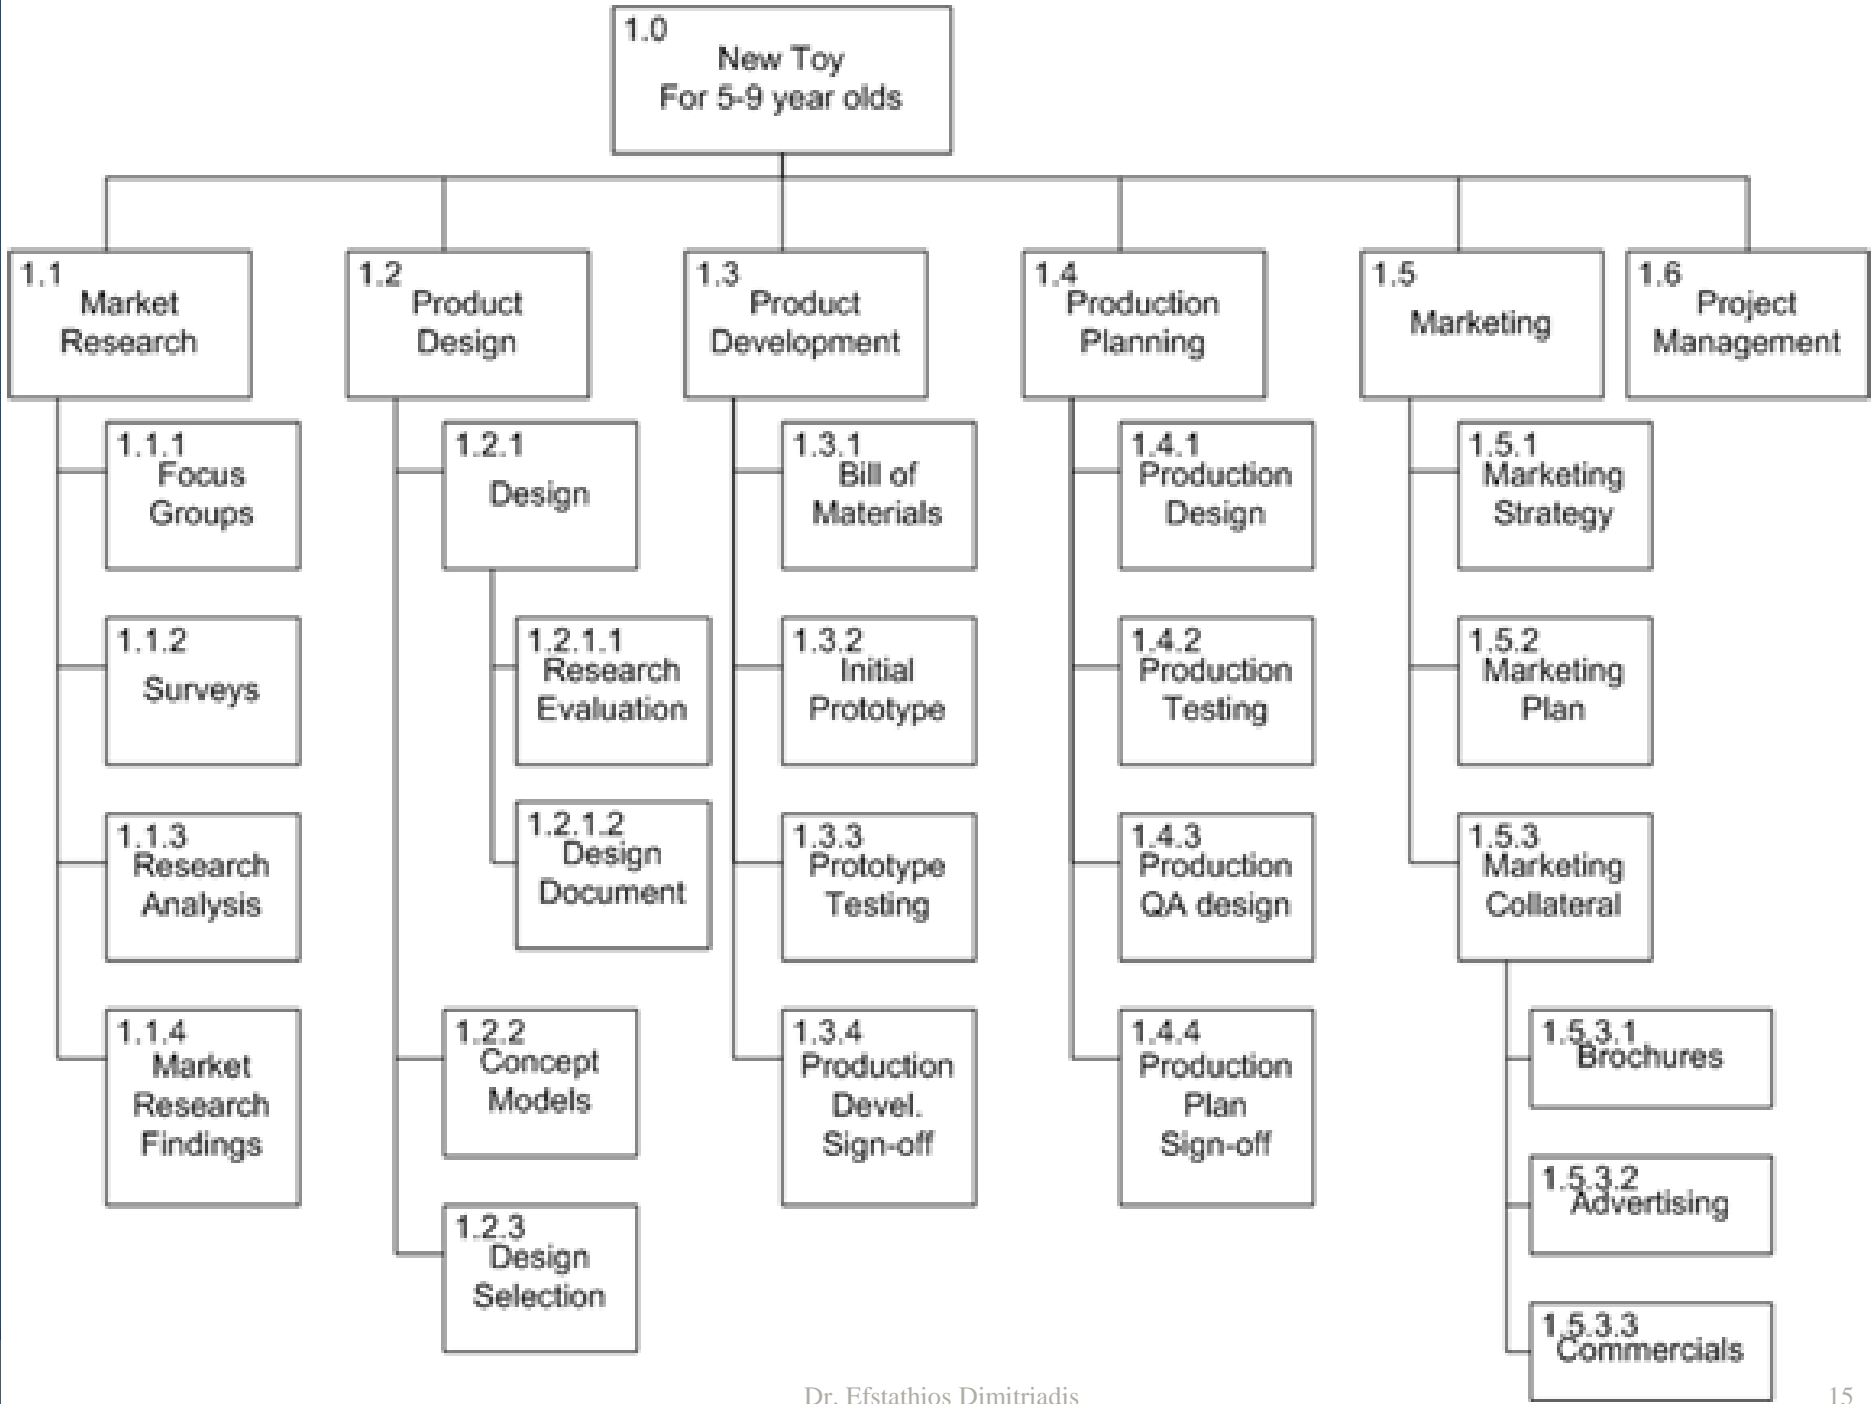 1.0
New Toy
For 5-9 year olds
1.1
Market
Research
1.1.1
Focus
Groups
1.1.2
Surveys
1.1.3
Research
Analysis
1.1.4
Market
Research
Findings
1.2
Product
Design
1.2.1
Design
1.2.1.1
Research
Evaluation
1.2.1.2
Design
Document
1.2.2
Concept
Models
1.2.3
Design
Selection
1.3
Product
Development
1.3.1
Bill of
Materials
1.3.2
Initial
Prototype
1.3.3
Prototype
Testing
1.3.4
Production
Devel.
Sign-off
1.4
Production
Planning
1.4.1
Production
Design
1.4.2
Production
Testing
1.4.3
Production
QA design
1.4.4
Production
Plan
Sign-off
1.5
Marketing
1.5.1
Marketing
Strategy
1.5.2
Marketing
Plan
1.5.3
Marketing
Collateral
1.5.3.1
Brochures
1.5.3.2
Advertising
1.5.3.3
Commercials
1.6
Project
Management
Dr. Efstathios Dimitriadis
15